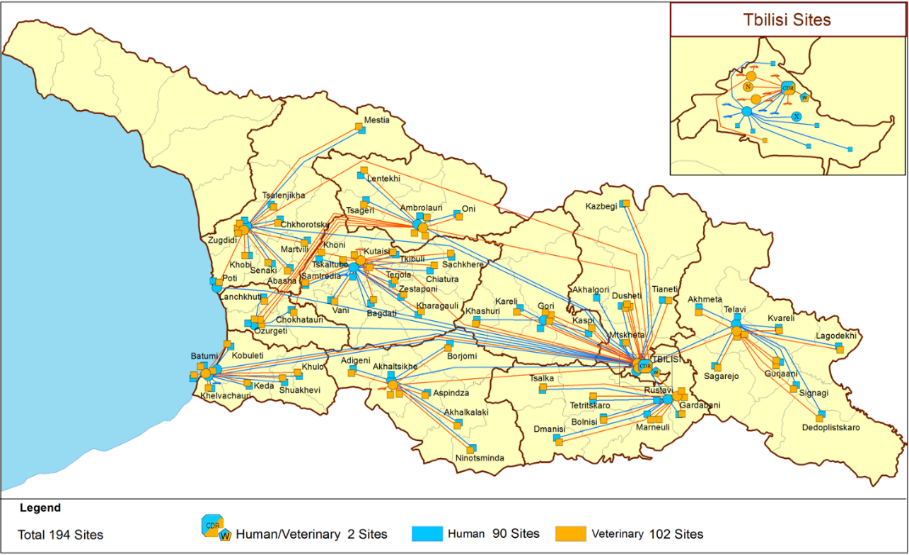 Tbilisi Sites
CDR
W
N
N
Mestia
Lentekhi
Tsalenjikha
Tsageri
Ambrolauri
Oni
Kazbegi
Chkhorotsku
Zugdidi
Martvili
Khoni
Kutaisi
Tkibuli
Sachkhere
Khobi
Senaki
Abasha
Tskaltubo
Samtredia
Terjola
Chiatura
Zestaponi
Poti
Lanchkhuti
Vani
Bagdati
Kharagauli
Khashuri
Kareli
Gori
Kaspi
Akhalgori
Dusheti
Tianeti
Akhmeta
Telavi
Kvareli
Lagodekhi
Chokhatauri
Ozurgeti
Mtskheta
TBILISI
CDR
Batumi
Kobuleti
Khulo
Keda
Shuakhevi
Khelvachauri
Adigeni
Akhaltsikhe
Borjomi
Aspindza
Akhalkalaki
Ninotsminda
Tsalka
Tetritskaro
Rustavi
Gardabani
Bolnisi
Marneuli
Dmanisi
Sagarejo
Gurjaani
Signagi
Dedoplistskaro
Legend
Total 194 Sites
CDR
W
Human/Veterinary 2 Sites
Human 90 Sites
Veterinary 102 Sites